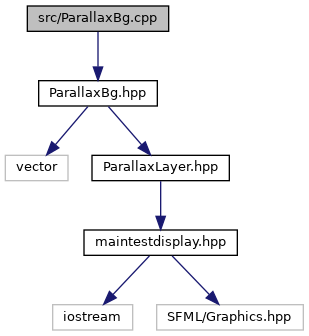 src/ParallaxBg.cpp
ParallaxBg.hpp
vector
ParallaxLayer.hpp
maintestdisplay.hpp
iostream
SFML/Graphics.hpp